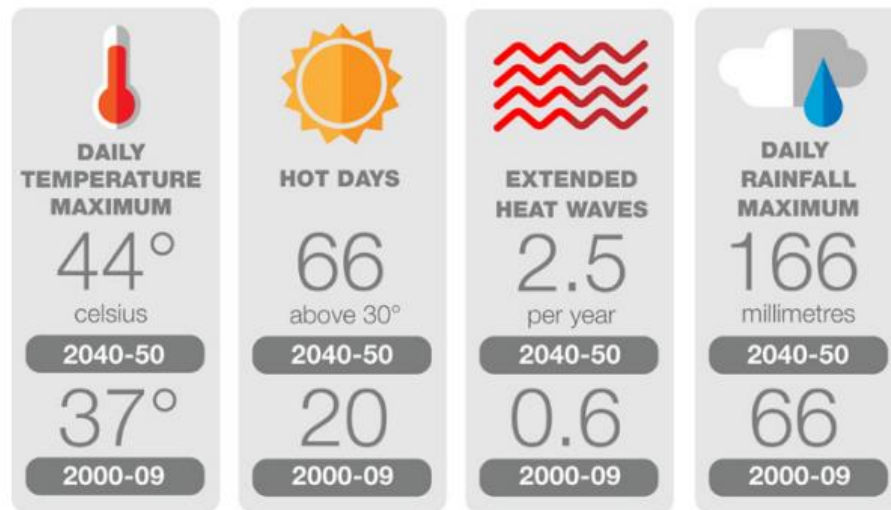 DAILY
TEMPERATURE
MAXIMUM
44°
celsius
2040-50
37°
2000-09
HOT DAYS
66
above 30°
2040-50
20
2000-09
EXTENDED
HEAT WAVES
2.5
per year
2040-50
0.6
2000-09
DAILY
RAINFALL
MAXIMUM
166
millimetres
2040-50
66
2000-09